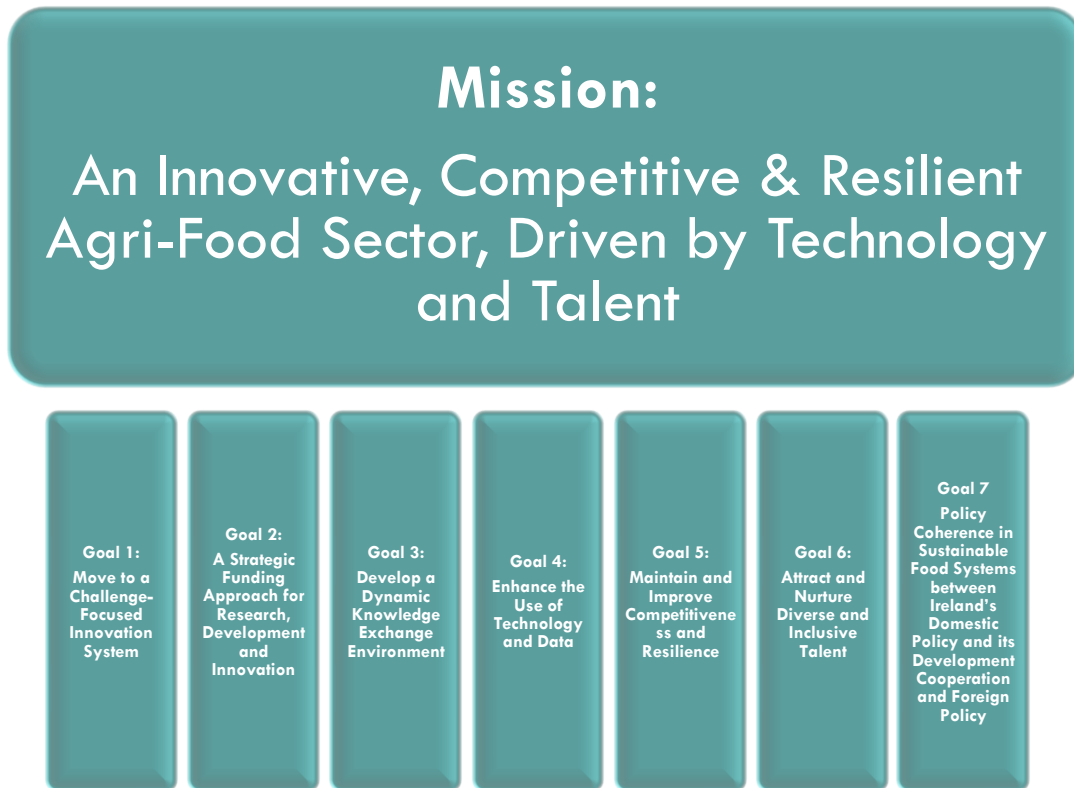 Mission:
An Innovative, Competitive & Resilient
Agri-Food Sector, Driven by Technology
and Talent
Goal 1:
Move to a
Challenge-
Focused
Innovation
System
Goal 2:
A Strategic
Funding
Approach for
Research,
Development
and
Innovation
Goal 3:
Develop a
Dynamic
Knowledge
Exchange
Environment
Goal 4:
Enhance the
Use of
Technology
and Data
Goal 5:
Maintain and
Improve
Competitivene
ss and
Resilience
Goal 6:
Attract and
Nurture
Diverse and
Inclusive
Talent
Goal 7
Policy
Coherence in
Sustainable
Food Systems
between
Ireland's
Domestic
Policy and its
Development
Cooperation
and Foreign
Policy